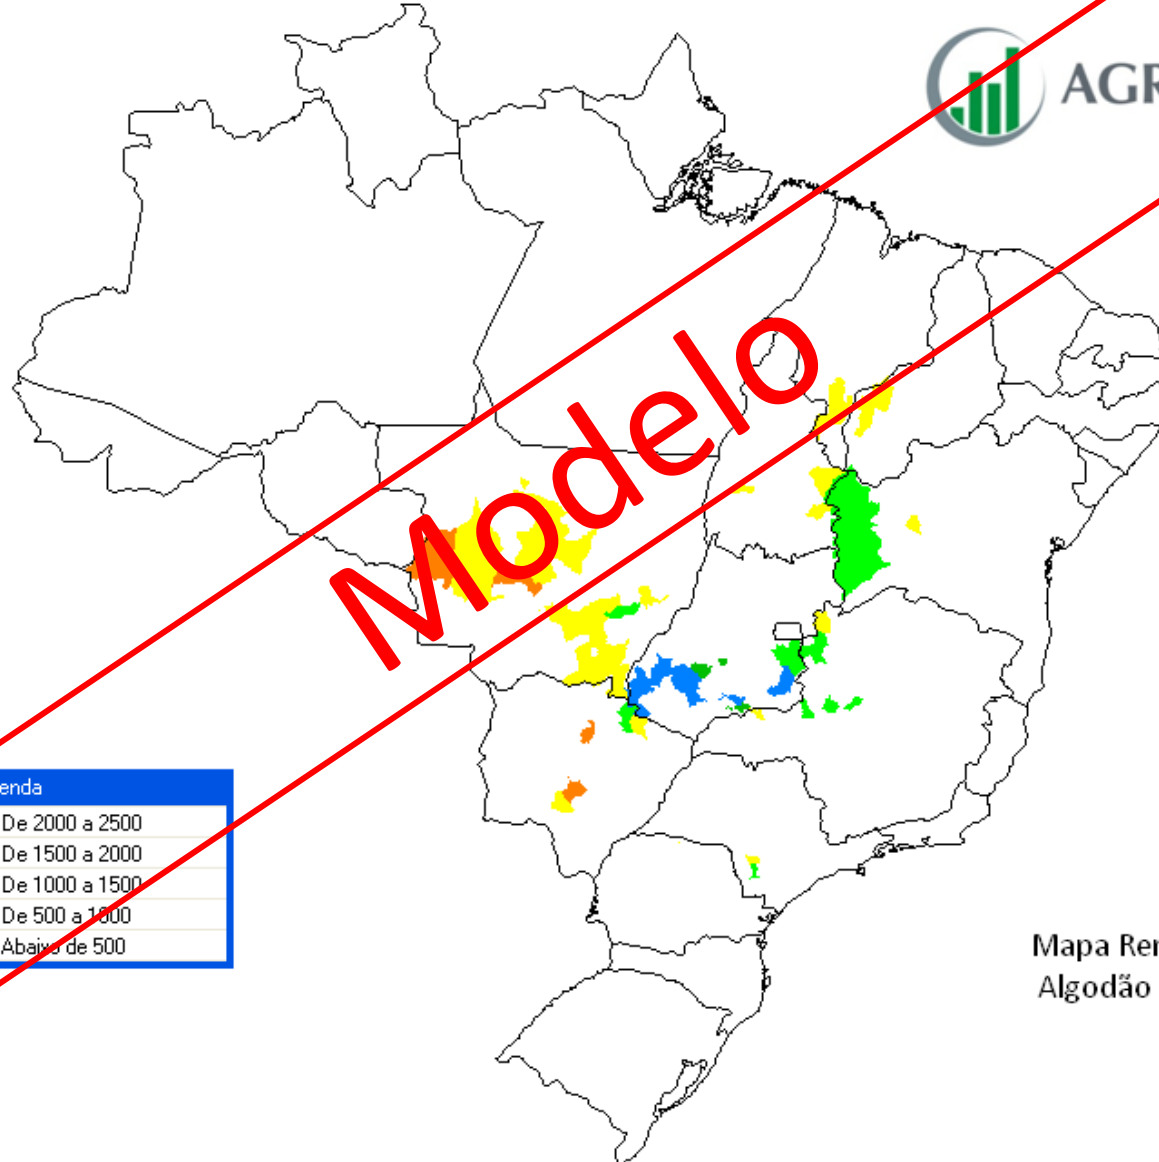 AGR
Modelo
enda
De 2000 a 2500
De 1500 a 2000
De 1000 a 1500
De 500 a 1000
Abaixo de 500
Mapa Ren
Algodão